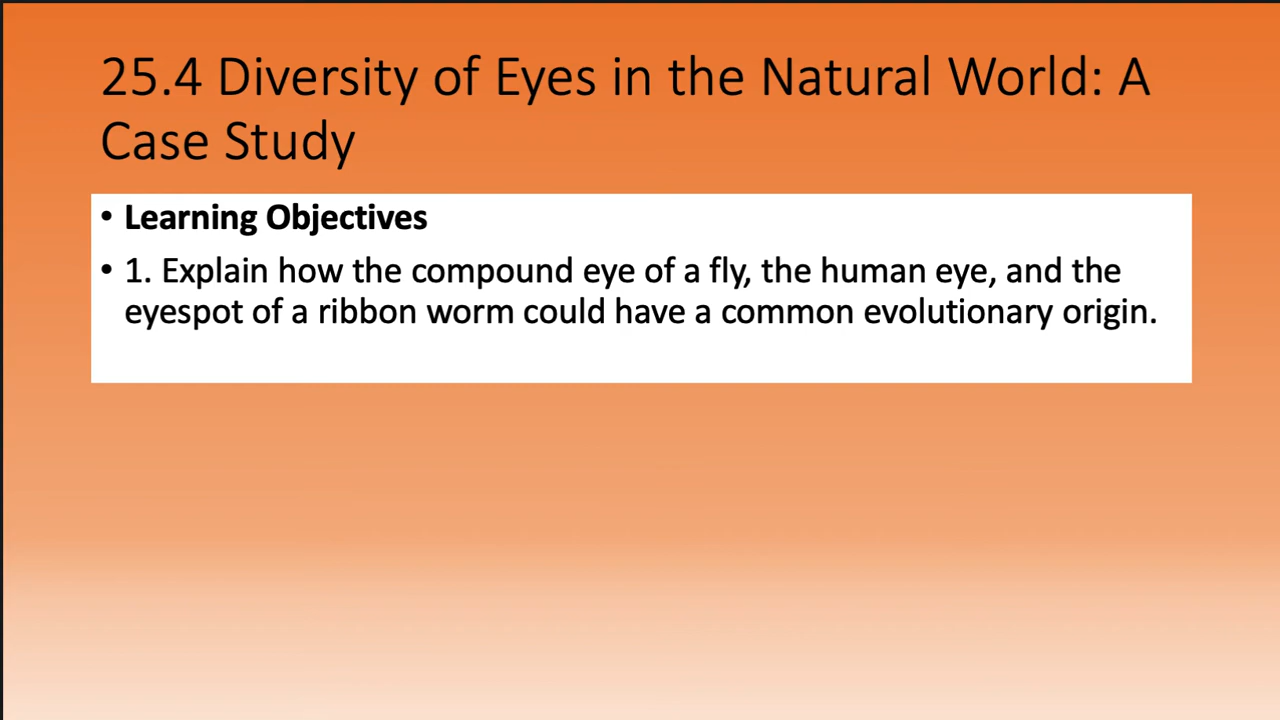 25.4 Diversity of Eyes in the Natural World: A
Case Study
• Learning Objectives
• 1. Explain how the compound eye of a fly, the human eye, and the
eyespot of a ribbon worm could have a common evolutionary origin.